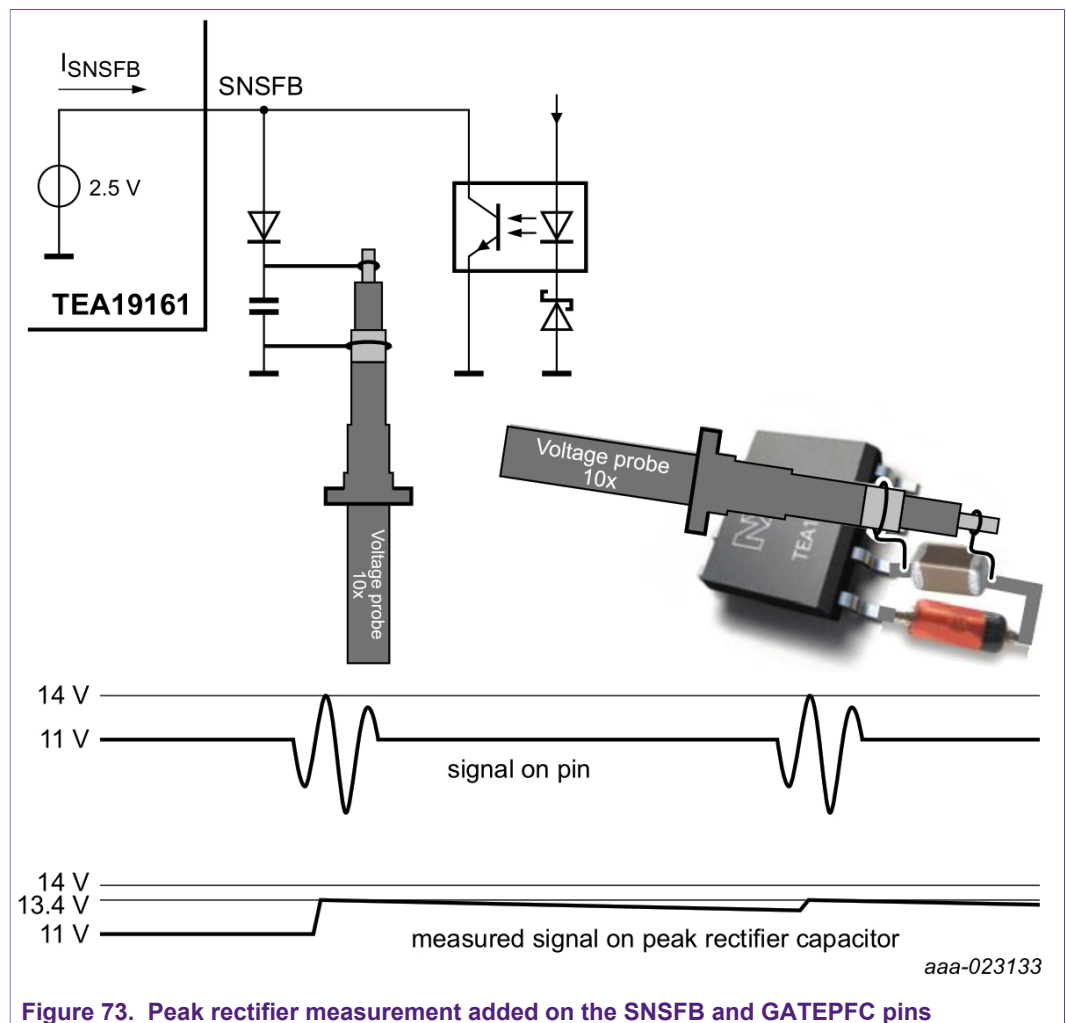 ISNSFB
SNSFB
2.5 V
TEA19161
Voltage probe
10x
Voltage probe
10x
TEA1
14 V
11 V
signal on pin
14 V
13.4 V
11 V
measured signal on peak rectifier capacitor
aaa-023133
Figure 73. Peak rectifier measurement added on the SNSFB and GATEPFC pins